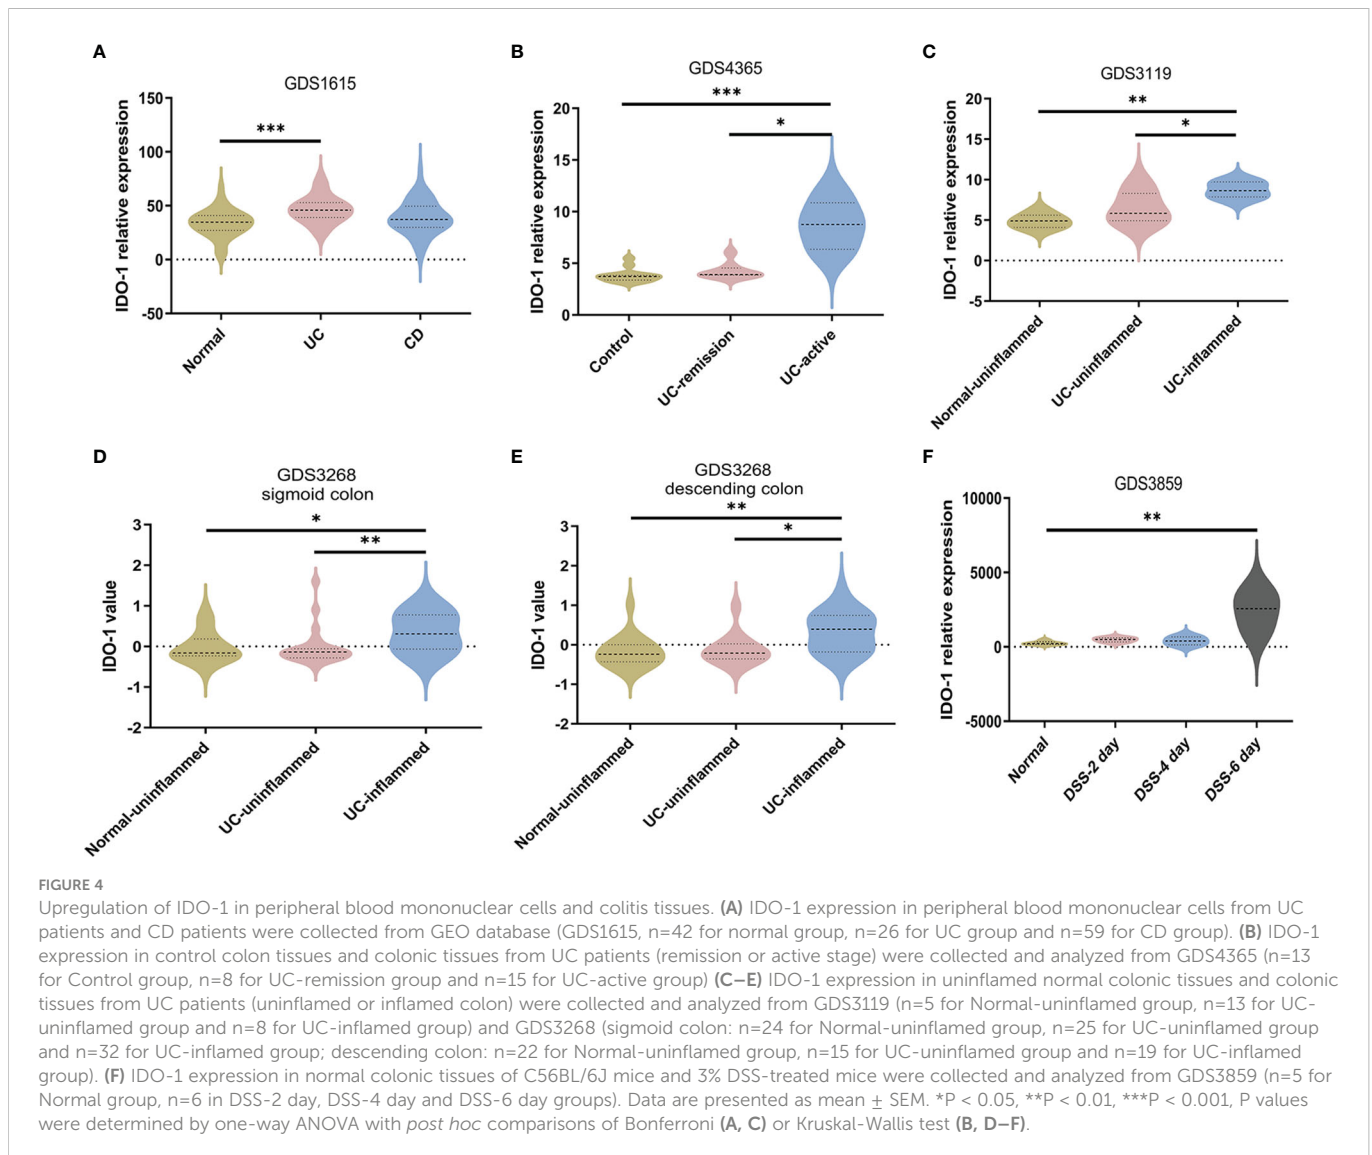 A
GDS1615
IDO-1 relative expression
150
100
50
0
-50
***
Normal
UC
CD
B
GDS4365
IDO-1 relative expression
20
15
10
5
0
***
*
Control
UC-remission
UC-active
C
GDS3119
IDO-1 relative expression
20
15
10
5
0
-5
**
*
Normal-uninflammed
UC-uninflammed
UC-inflammed
D
GDS3268
sigmoid colon
IDO-1 value
3
2
1
0
-1
-2
*
**
Normal-uninflammed
UC-uninflammed
UC-inflammed
E
GDS3268
descending colon
IDO-1 value
3
2
1
0
-1
-2
**
*
Normal-uninflammed
UC-uninflammed
UC-inflammed
F
GDS3859
IDO-1 relative expression
10000
5000
0
-5000
**
Normal
DSS-2 day
DSS-4 day
DSS-6 day
FIGURE 4
Upregulation of IDO-1 in peripheral blood mononuclear cells and colitis tissues. (A) IDO-1 expression in peripheral blood mononuclear cells from UC
patients and CD patients were collected from GEO database (GDS1615, n=42 for normal group, n=26 for UC group and n=59 for CD group). (B) IDO-1
expression in control colon tissues and colonic tissues from UC patients (remission or active stage) were collected and analyzed from GDS4365 (n=13
for Control group, n=8 for UC-remission group and n=15 for UC-active group) (C–E) IDO-1 expression in uninflamed normal colonic tissues and colonic
tissues from UC patients (uninflamed or inflamed colon) were collected and analyzed from GDS3119 (n=5 for Normal-uninflamed group, n=13 for UC-
uninflamed group and n=8 for UC-inflamed group) and GDS3268 (sigmoid colon: n=24 for Normal-uninflamed group, n=25 for UC-uninflamed group
and n=32 for UC-inflamed group; descending colon: n=22 for Normal-uninflamed group, n=15 for UC-uninflamed group and n=19 for UC-inflamed
group). (F) IDO-1 expression in normal colonic tissues of C56BL/6J mice and 3% DSS-treated mice were collected and analyzed from GDS3859 (n=5 for
Normal group, n=6 in DSS-2 day, DSS-4 day and DSS-6 day groups). Data are presented as mean ± SEM. *P < 0.05, **P < 0.01, ***P < 0.001, P values
were determined by one-way ANOVA with post hoc comparisons of Bonferroni (A, C) or Kruskal-Wallis test (B, D–F).